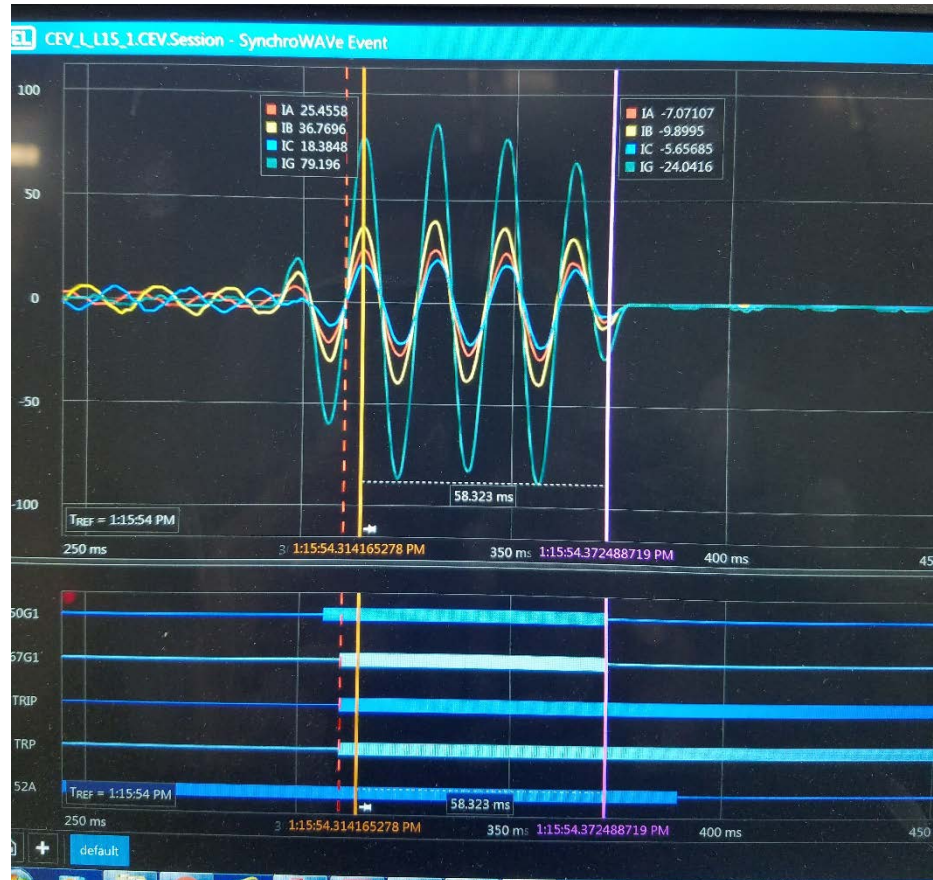 EL CEV_L_L15_1.CEV.Session - SynchroWAVe Event
100
50
0
-50
-100
IA 25.4558
IB 36.7696
IC 18.3848
IG 79.196
IA -7.07107
IB -9.8995
IC -5.65685
IG -24.0416
58.323 ms
TREF = 1:15:54 PM
250 ms 3 1:15:54.314165278 PM 350 ms 1:15:54.372488719 PM 400 ms 45
50G1
67G1
TRIP
TRP
52A
TREF = 1:15:54 PM
58.323 ms
250 ms 3 1:15:54.314165278 PM 350 ms 1:15:54.372488719 PM 400 ms 450
+ default